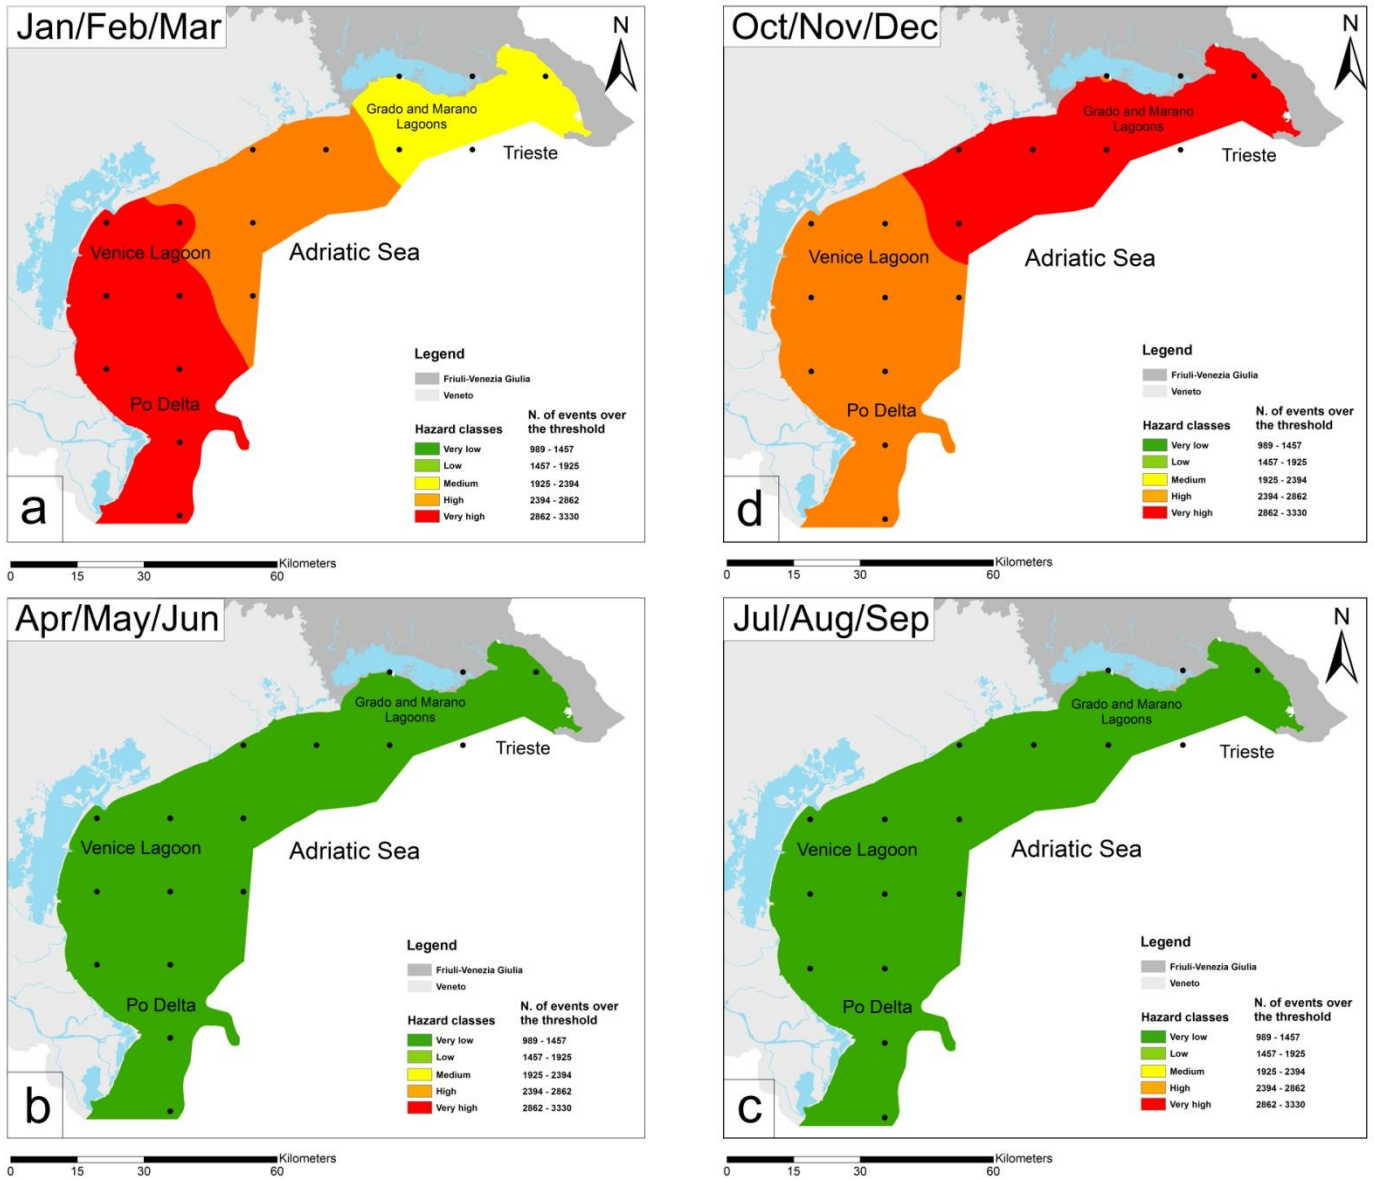 Jan/Feb/Mar
N
Grado and Marano
Lagoons
Trieste
Venice Lagoon
Adriatic Sea
Po Delta
Legend
Friuli-Venezia Giulia
Veneto
Hazard classes
N. of events over
the threshold
Very low 989 - 1457
Low 1457 - 1925
Medium 1925 - 2394
High 2394 - 2862
Very high 2862 - 3330
a
Kilometers
0 15 30 60
Oct/Nov/Dec
N
Grado and Marano
Lagoons
Trieste
Venice Lagoon
Adriatic Sea
Po Delta
Legend
Friuli-Venezia Giulia
Veneto
Hazard classes
N. of events over
the threshold
Very low 989 - 1457
Low 1457 - 1925
Medium 1925 - 2394
High 2394 - 2862
Very high 2862 - 3330
d
Kilometers
0 15 30 60
Apr/May/Jun
Grado and Marano
Lagoons
Trieste
Venice Lagoon
Adriatic Sea
Po Delta
Legend
Friuli-Venezia Giulia
Veneto
Hazard classes
N. of events over
the threshold
Very low 989 - 1457
Low 1457 - 1925
Medium 1925 - 2394
High 2394 - 2862
Very high 2862 - 3330
b
Kilometers
0 15 30 60
Jul/Aug/Sep
N
Grado and Marano
Lagoons
Trieste
Venice Lagoon
Adriatic Sea
Po Delta
Legend
Friuli-Venezia Giulia
Veneto
Hazard classes
N. of events over
the threshold
Very low 989 - 1457
Low 1457 - 1925
Medium 1925 - 2394
High 2394 - 2862
Very high 2862 - 3330
c
Kilometers
0 15 30 60